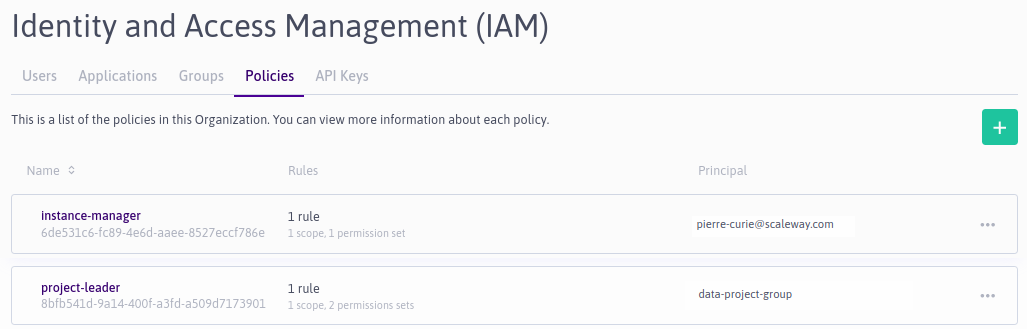 Identity and Access Management (IAM)
Users Applications Groups Policies API Keys
This is a list of the policies in this Organization. You can view more information about each policy.
Name Rules Principal
instance-manager 1 rule pierre-curie@scaleway.com
6de531c6-fc89-4e6d-aaee-8527eccf786e 1 scope, 1 permission set
project-leader 1 rule data-project-group
8bfb541d-9a14-400f-a3fd-a509d7173901 1 scope, 2 permissions sets